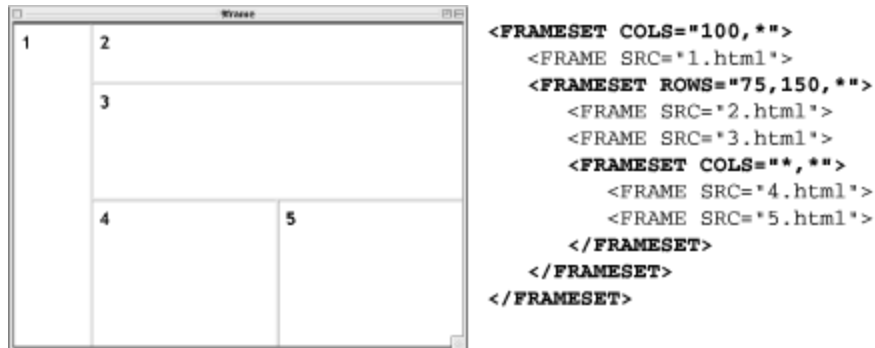 9frame
1
2
3
4
5
<FRAMESET COLS="100,*">
<FRAME SRC="1.html">
<FRAMESET ROWS="75,150,*">
<FRAME SRC="2.html">
<FRAME SRC="3.html">
<FRAMESET COLS="*,*">
<FRAME SRC="4.html">
<FRAME SRC="5.html">
</FRAMESET>
</FRAMESET>
</FRAMESET>